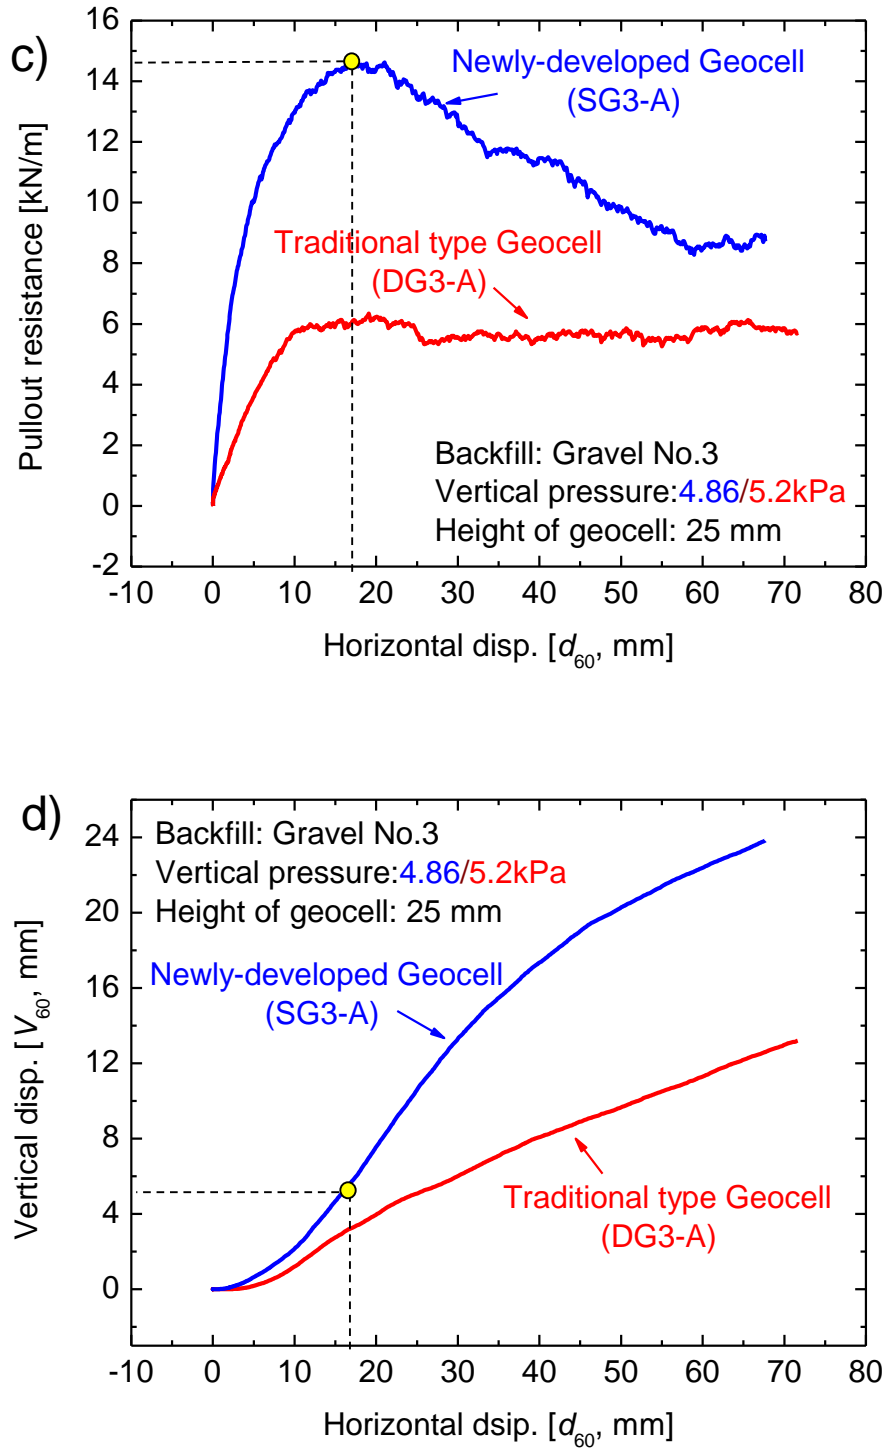 c)
16
14
12
10
8
6
4
2
0
-2
Pullout resistance [kN/m]
Newly-developed Geocell
(SG3-A)
Traditional type Geocell
(DG3-A)
Backfill: Gravel No.3
Vertical pressure:4.86/5.2kPa
Height of geocell: 25 mm
-10 0 10 20 30 40 50 60 70 80
Horizontal disp. [d60, mm]
d)
24
20
16
12
8
4
0
Vertical disp. [V60, mm]
Backfill: Gravel No.3
Vertical pressure:4.86/5.2kPa
Height of geocell: 25 mm
Newly-developed Geocell
(SG3-A)
Traditional type Geocell
(DG3-A)
-10 0 10 20 30 40 50 60 70 80
Horizontal dsip. [d60, mm]